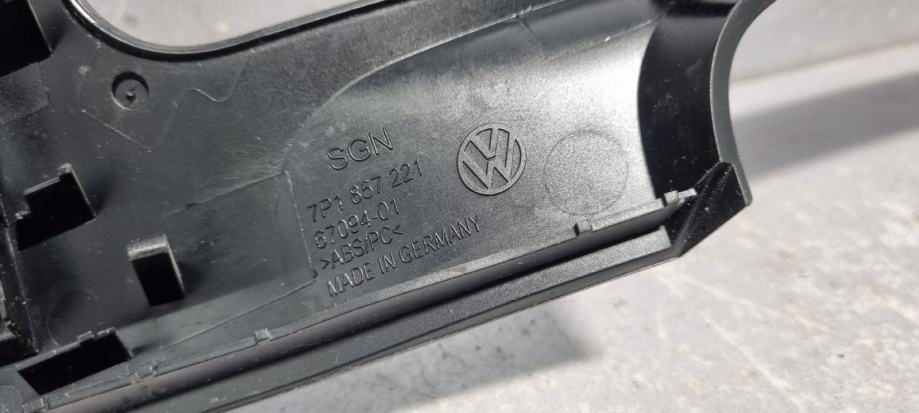 SGN
7P1 857 221
67094-01
>ABS/PC<
MADE IN GERMANY